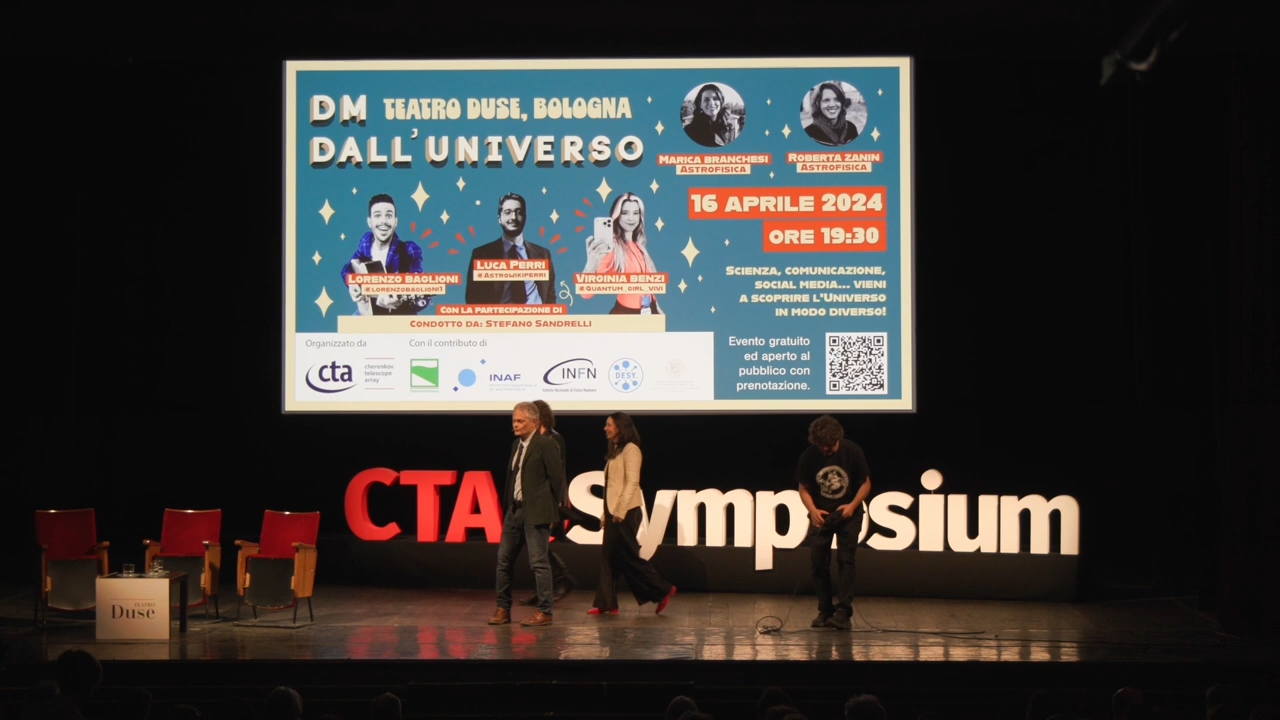 DM TEATRO DUSE, BOLOGNA
DALL'UNIVERSO
MARICA BRANCHESI
ASTROFISICA
ROBERTA ZANIN
ASTROFISICA
16 APRILE 2024
ORE 19:30
LORENZO BAGLIONI
@LORENZOBAGLIONI1
LUCA PERRI
@ASTROWIKIPERRI
VIRGINIA BENZI
@QUANTUM_GIRL_VIVI
CON LA PARTECIPAZIONE DI
CONDOTTO DA: STEFANO SANDRELLI
SCIENZA, COMUNICAZIONE,
SOCIAL MEDIA... VIENI
A SCOPRIRE L'UNIVERSO
IN MODO DIVERSO!
Organizzato da
Con il contributo di
cta
cherenkov
telescope
array
INAF
INFN
DESY.
Evento gratuito
ed aperto al
pubblico con
prenotazione.
CTA Symposium
TEATRO
Duse